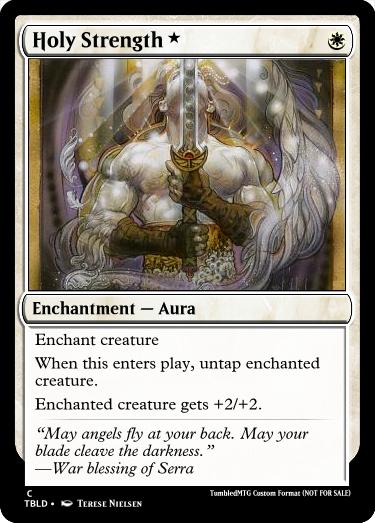 Holy Strength ★
Enchantment — Aura
Enchant creature
When this enters play, untap enchanted
creature.
Enchanted creature gets +2/+2.
“May angels fly at your back. May your
blade cleave the darkness.”
—War blessing of Serra
C
TBLD • Terese Nielsen
TumbledMTG Custom Format (NOT FOR SALE)